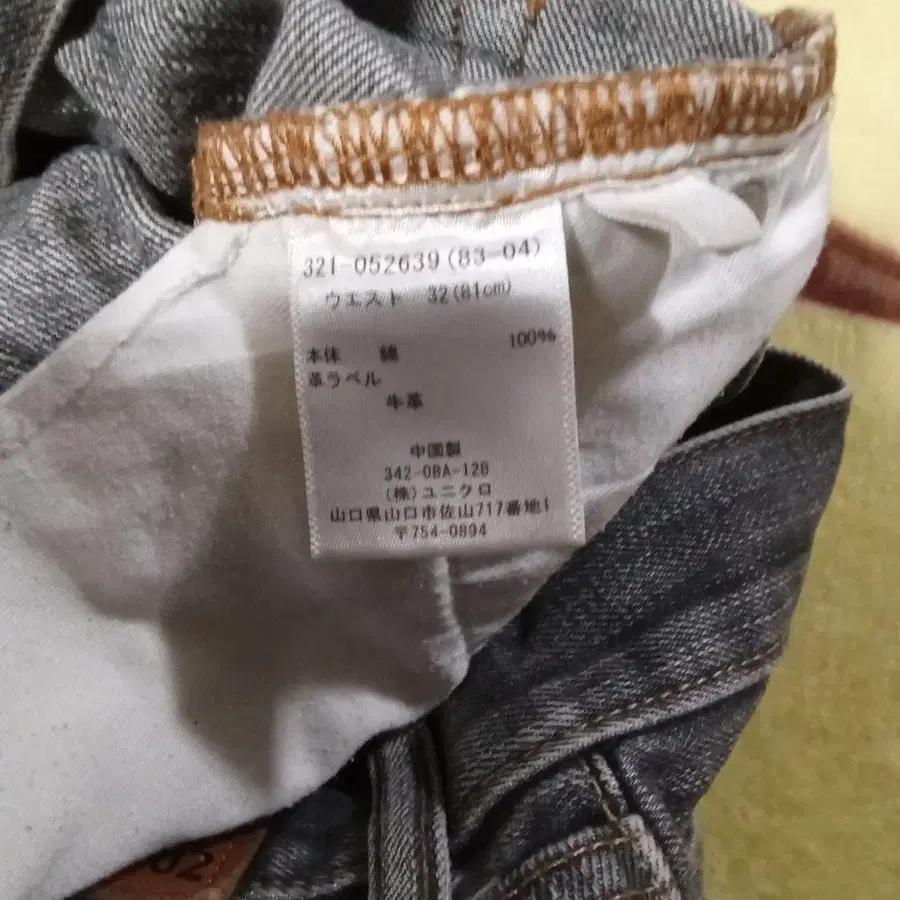 321-052639(83-04)
ウエスト 32(81cm)
本体 綿 100%
革ラベル
牛革
中国製
342-08A-12B
(株)ユニクロ
山口県山口市佐山717番地1
〒754-0894
82